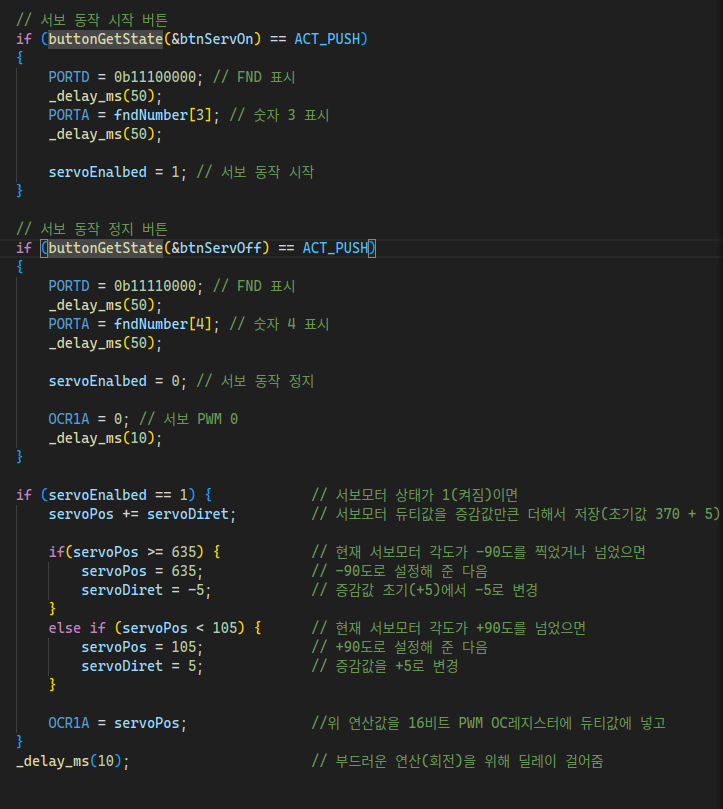 // 서보 동작 시작 버튼
if (buttonGetState(&btnServoOn) == ACT_PUSH)
{
    PORTD = 0b11100000; // FND 표시
    _delay_ms(50);
    PORTA = fndNumber[3]; // 숫자 3 표시
    _delay_ms(50);

    servoEnalbed = 1; // 서보 동작 시작
}

// 서보 동작 정지 버튼
if (buttonGetState(&btnServoOff) == ACT_PUSH)
{
    PORTD = 0b11110000; // FND 표시
    _delay_ms(50);
    PORTA = fndNumber[4]; // 숫자 4 표시
    _delay_ms(50);

    servoEnalbed = 0; // 서보 동작 정지

    OCR1A = 0; // 서보 PWM 0
    _delay_ms(10);
}

if (servoEnalbed == 1) {            // 서보모터 상태가 1(켜짐)이면
    servoPos += servoDiret;         // 서보모터 듀티값을 증감값만큼 더해서 저장(초기값 370 + 5)

    if(servoPos >= 635) {           // 현재 서보모터 각도가 -90도를 찍었거나 넘었으면
        servoPos = 635;             // -90도로 설정해 준 다음
        servoDiret = -5;            // 증감값 초기(+5)에서 -5로 변경
    }
    else if (servoPos < 105) {      // 현재 서보모터 각도가 +90도를 넘었으면
        servoPos = 105;             // +90도로 설정해 준 다음
        servoDiret = 5;             // 증감값을 +5로 변경
    }

    OCR1A = servoPos;               //위 연산값을 16비트 PWM OC레지스터에 듀티값에 넣고
}
_delay_ms(10);                      // 부드러운 연산(회전)을 위해 딜레이 걸어줌